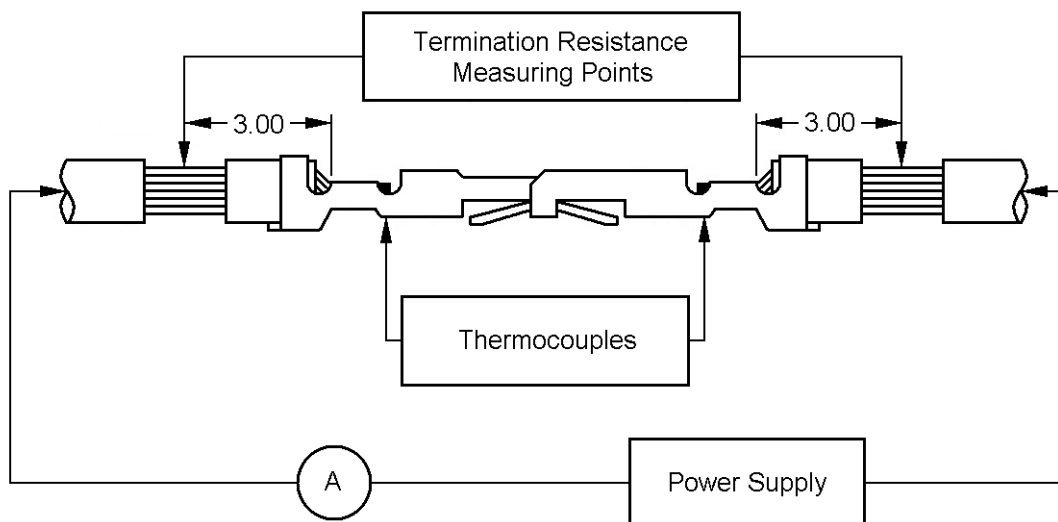 Termination Resistance
Measuring Points
3.00
3.00
Thermocouples
A
Power Supply